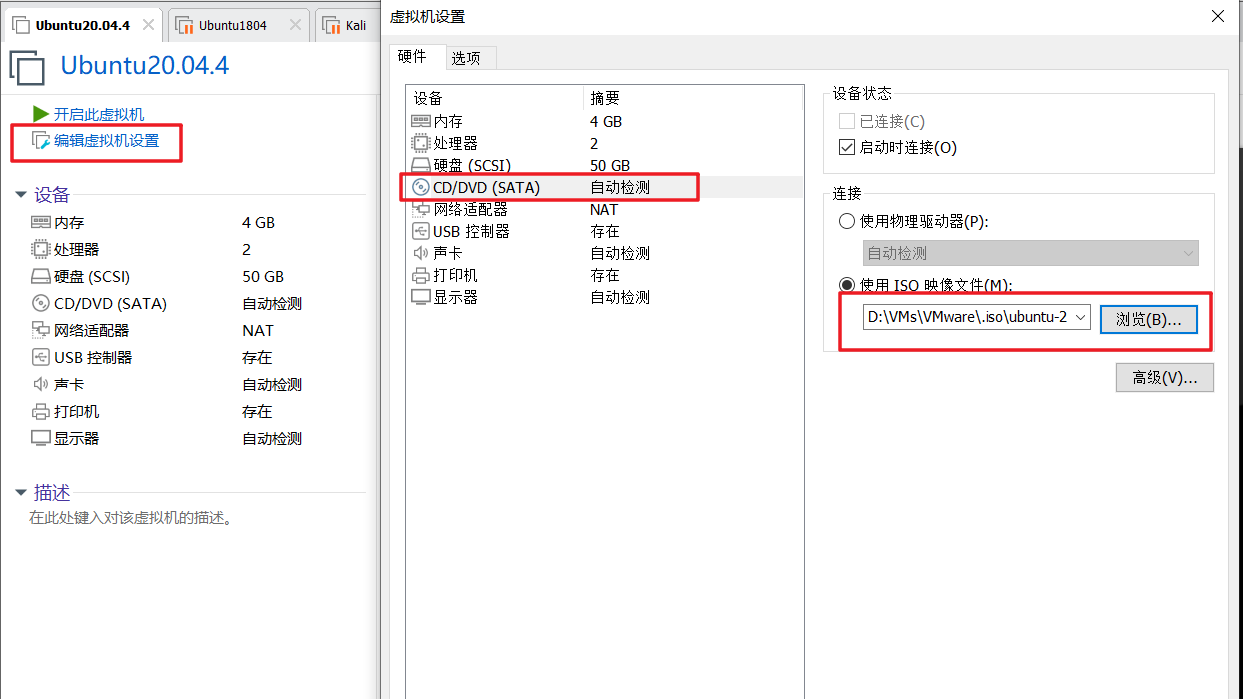 Ubuntu20.04.4
Ubuntu1804
Kali
Ubuntu20.04.4
开启此虚拟机
编辑虚拟机设置
设备
内存 4 GB
处理器 2
硬盘 (SCSI) 50 GB
CD/DVD (SATA) 自动检测
网络适配器 NAT
USB 控制器 存在
声卡 自动检测
打印机 存在
显示器 自动检测
描述
在此处键入对该虚拟机的描述。
虚拟机设置
硬件 选项
设备 摘要
内存 4 GB
处理器 2
硬盘 (SCSI) 50 GB
CD/DVD (SATA) 自动检测
网络适配器 NAT
USB 控制器 存在
声卡 自动检测
打印机 存在
显示器 自动检测
设备状态
已连接(C)
启动时连接(O)
连接
使用物理驱动器(P):
自动检测
使用 ISO 映像文件(M):
D:\VMs\VMware\.iso\ubuntu-2
浏览(B)...
高级(V)...